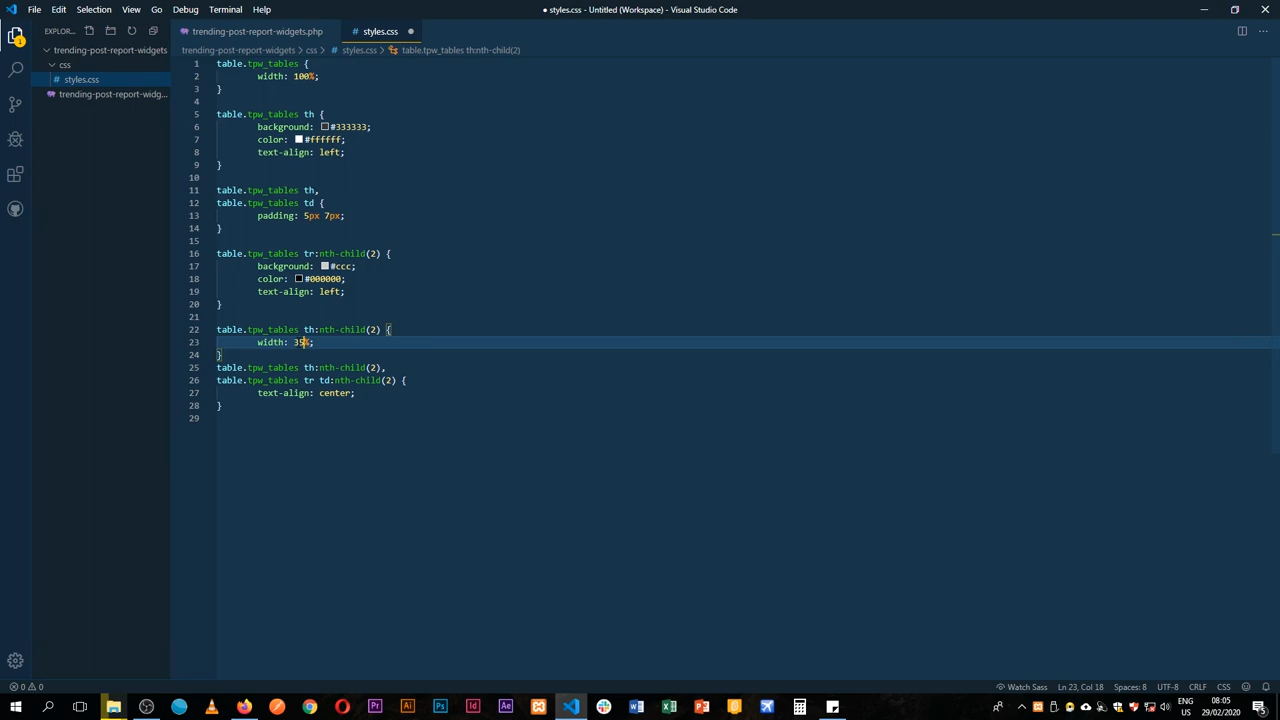 File Edit Selection View Go Debug Terminal Help
● styles.css - Untitled (Workspace) - Visual Studio Code
EXPLOR...
trending-post-report-widgets
css
# styles.css
trending-post-report-widg...
1
trending-post-report-widgets.php
# styles.css ●
trending-post-report-widgets > css > # styles.css > table.tpw_tables th:nth-child(2)
1 table.tpw_tables {
2 width: 100%;
3 }
4
5 table.tpw_tables th {
6 background: #333333;
7 color: #ffffff;
8 text-align: left;
9 }
10
11 table.tpw_tables th,
12 table.tpw_tables td {
13 padding: 5px 7px;
14 }
15
16 table.tpw_tables tr:nth-child(2) {
17 background: #ccc;
18 color: #000000;
19 text-align: left;
20 }
21
22 table.tpw_tables th:nth-child(2) {
23 width: 35%;
24 }
25 table.tpw_tables th:nth-child(2),
26 table.tpw_tables tr td:nth-child(2) {
27 text-align: center;
28 }
29
0 0
Watch Sass Ln 23, Col 18 Spaces: 8 UTF-8 CRLF CSS
Pr Ai Ps Id Ae
ENG
US
08:05
29/02/2020